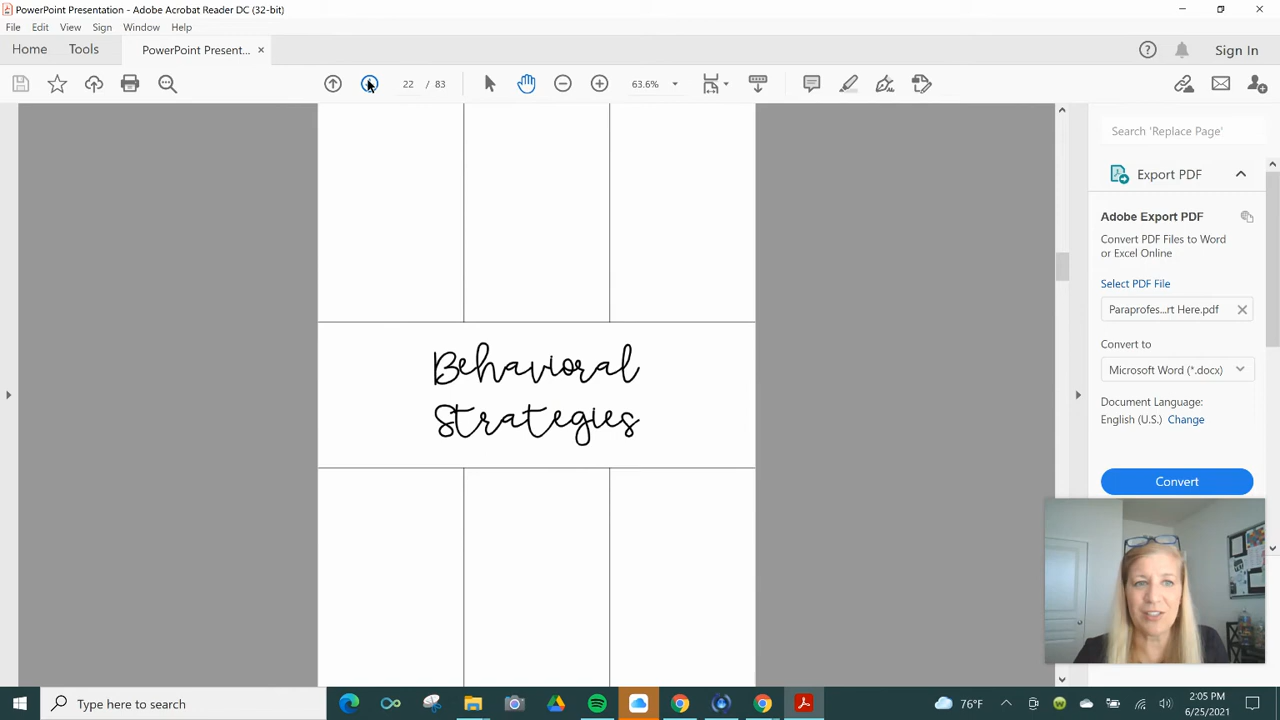 PowerPoint Presentation - Adobe Acrobat Reader DC (32-bit)
File Edit View Sign Window Help
Home Tools PowerPoint Present... × Sign In
22 / 83 63.6%
Search 'Replace Page'
Export PDF
Adobe Export PDF
Convert PDF Files to Word
or Excel Online
Select PDF File
Paraprofes...rt Here.pdf
Convert to
Microsoft Word (*.docx)
Document Language:
English (U.S.) Change
Convert
Behavioral
Strategies
Type here to search
76°F
2:05 PM
6/25/2021